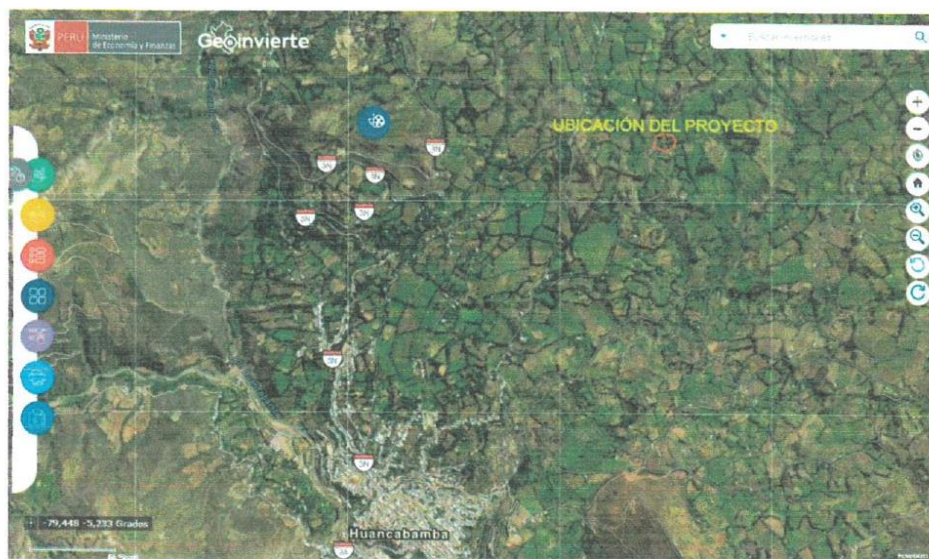 PERÚ
Ministerio
de Economía y Finanzas
Geoinvierte
UBICACIÓN DEL PROYECTO
3N
3N
3N
3N
3N
3N
3N
Huancabamba
-79,448 -5,233 Grados